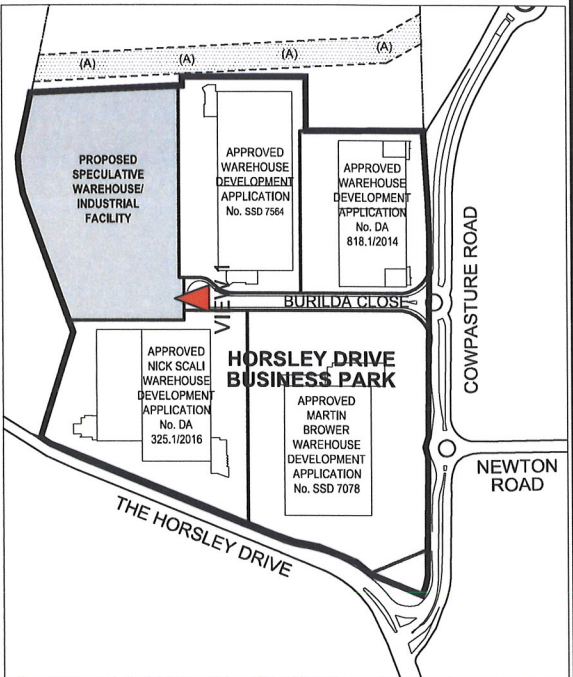 (A)
(A)
(A)
(A)
PROPOSED
SPECULATIVE
WAREHOUSE/
INDUSTRIAL
FACILITY
APPROVED
WAREHOUSE
DEVELOPMENT
APPLICATION
No. SSD 7564
APPROVED
WAREHOUSE
DEVELOPMENT
APPLICATION
No. DA
818.1/2014
VIEW 1
BURILDA CLOSE
COWPASTURE ROAD
HORSLEY DRIVE
BUSINESS PARK
APPROVED
NICK SCALI
WAREHOUSE
DEVELOPMENT
APPLICATION
No. DA
325.1/2016
APPROVED
MARTIN
BROWER
WAREHOUSE
DEVELOPMENT
APPLICATION
No. SSD 7078
NEWTON
ROAD
THE HORSLEY DRIVE